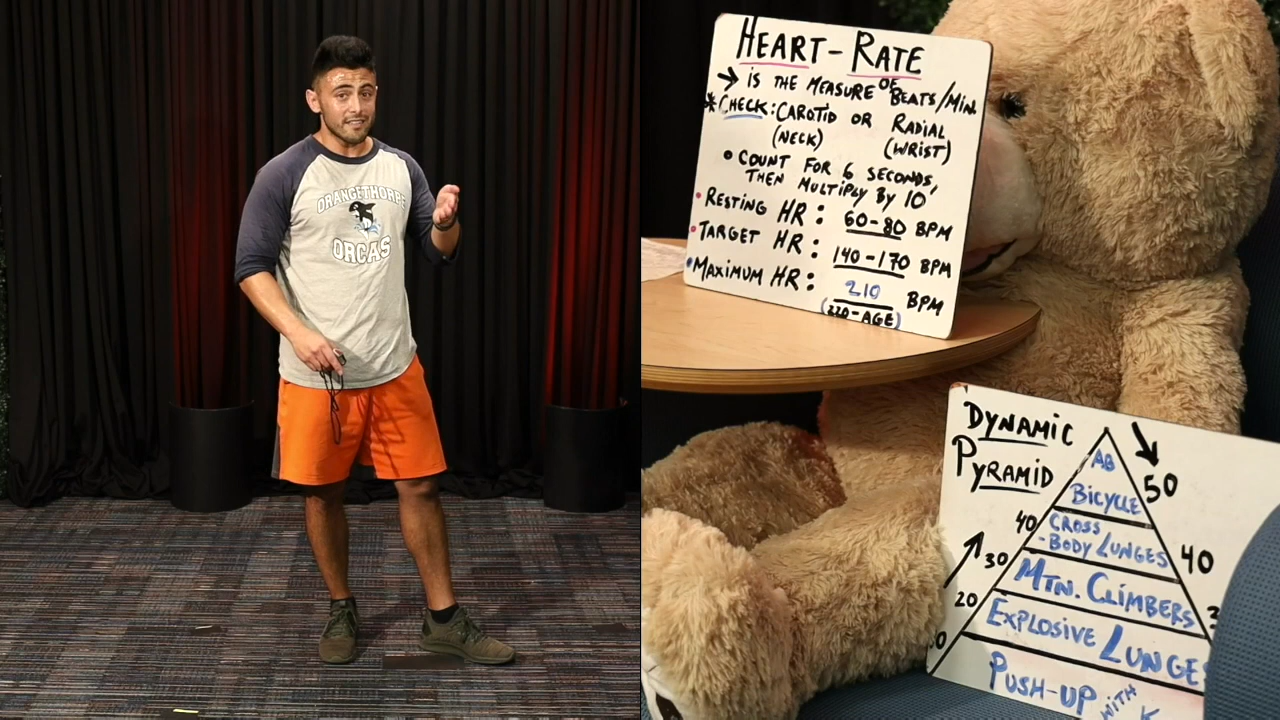 ORANGETHORPE
ORCAS
HEART-RATE
→ IS THE MEASURE OF BEATS/MIN.
*CHECK: CAROTID OR RADIAL
(NECK) (WRIST)
• COUNT FOR 6 SECONDS,
THEN MULTIPLY BY 10
• RESTING HR: 60-80 BPM
• TARGET HR: 140-170 BPM
• MAXIMUM HR: 210 BPM
(220-AGE)
DYNAMIC
PYRAMID
AB
BICYCLE 50
40 CROSS
-BODY LUNGES 40
30 MTN. CLIMBERS
20 EXPLOSIVE LUNGE
PUSH-UP WITH